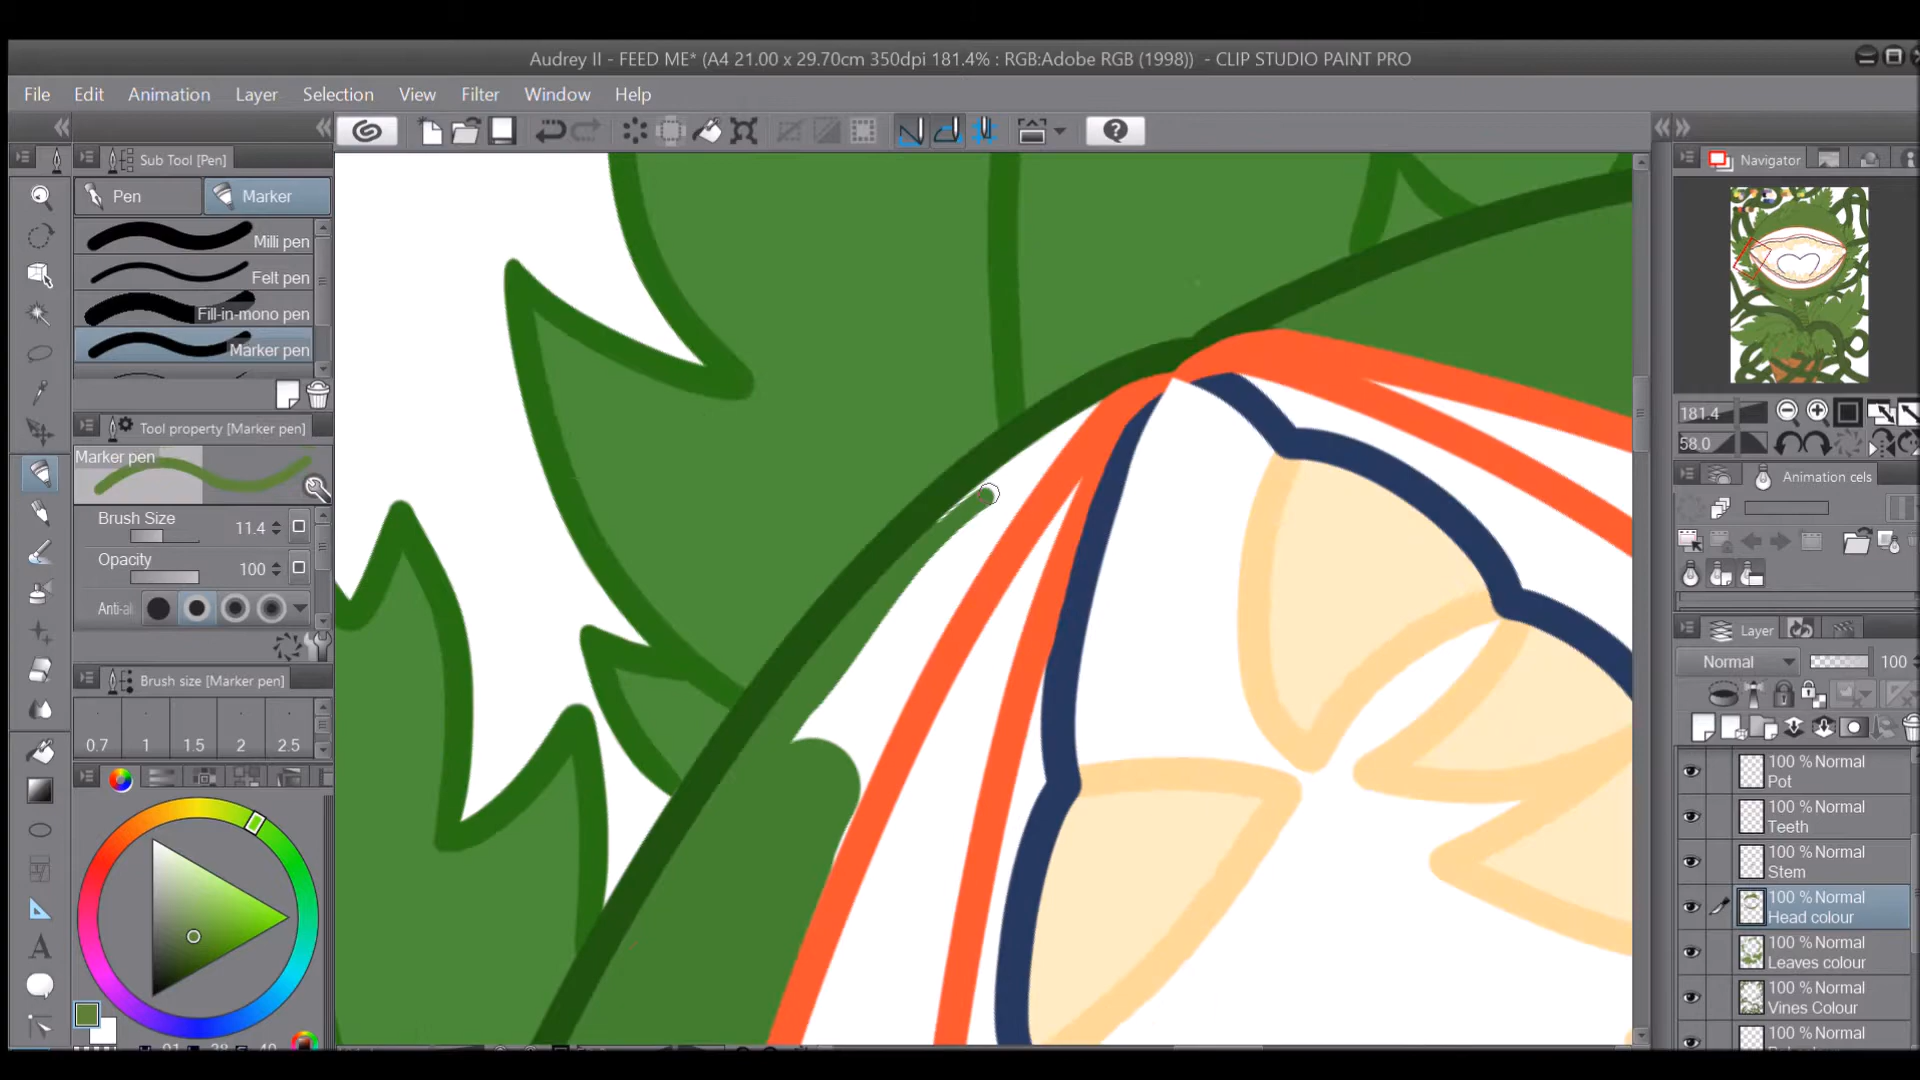 Audrey II - FEED ME* (A4 21.00 x 29.70cm 350dpi 181.4% : RGB:Adobe RGB (1998)) - CLIP STUDIO PAINT PRO
File Edit Animation Layer Selection View Filter Window Help
Sub Tool [Pen]
Navigator
Pen Marker
Milli pen
Felt pen
Fill-in-mono pen
Marker pen
181.4
Tool property [Marker pen]
58.0
Marker pen
Animation cels
Brush Size 11.4
Opacity 100
Anti-al
Layer
Normal 100
Brush size [Marker pen]
0.7 1 1.5 2 2.5
100 % Normal
Pot
100 % Normal
Teeth
100 % Normal
Stem
100 % Normal
Head colour
100 % Normal
Leaves colour
100 % Normal
Vines Colour
100 % Normal